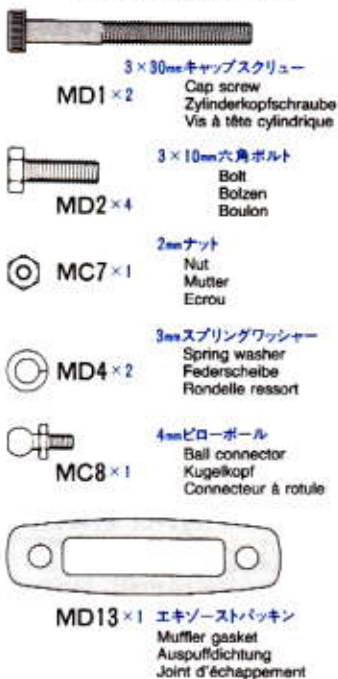 3×30mmキャップスクリュー
MD1×2
Cap screw
Zylinderkopfschraube
Vis à tête cylindrique
3×10mm六角ボルト
MD2×4
Bolt
Bolzen
Boulon
2mmナット
MC7×1
Nut
Mutter
Ecrou
3mmスプリングワッシャー
MD4×2
Spring washer
Federscheibe
Rondelle ressort
4mmピローボール
MC8×1
Ball connector
Kugelkopf
Connecteur à rotule
MD13×1 エキゾーストパッキン
Muffler gasket
Auspuffdichtung
Joint d'échappement